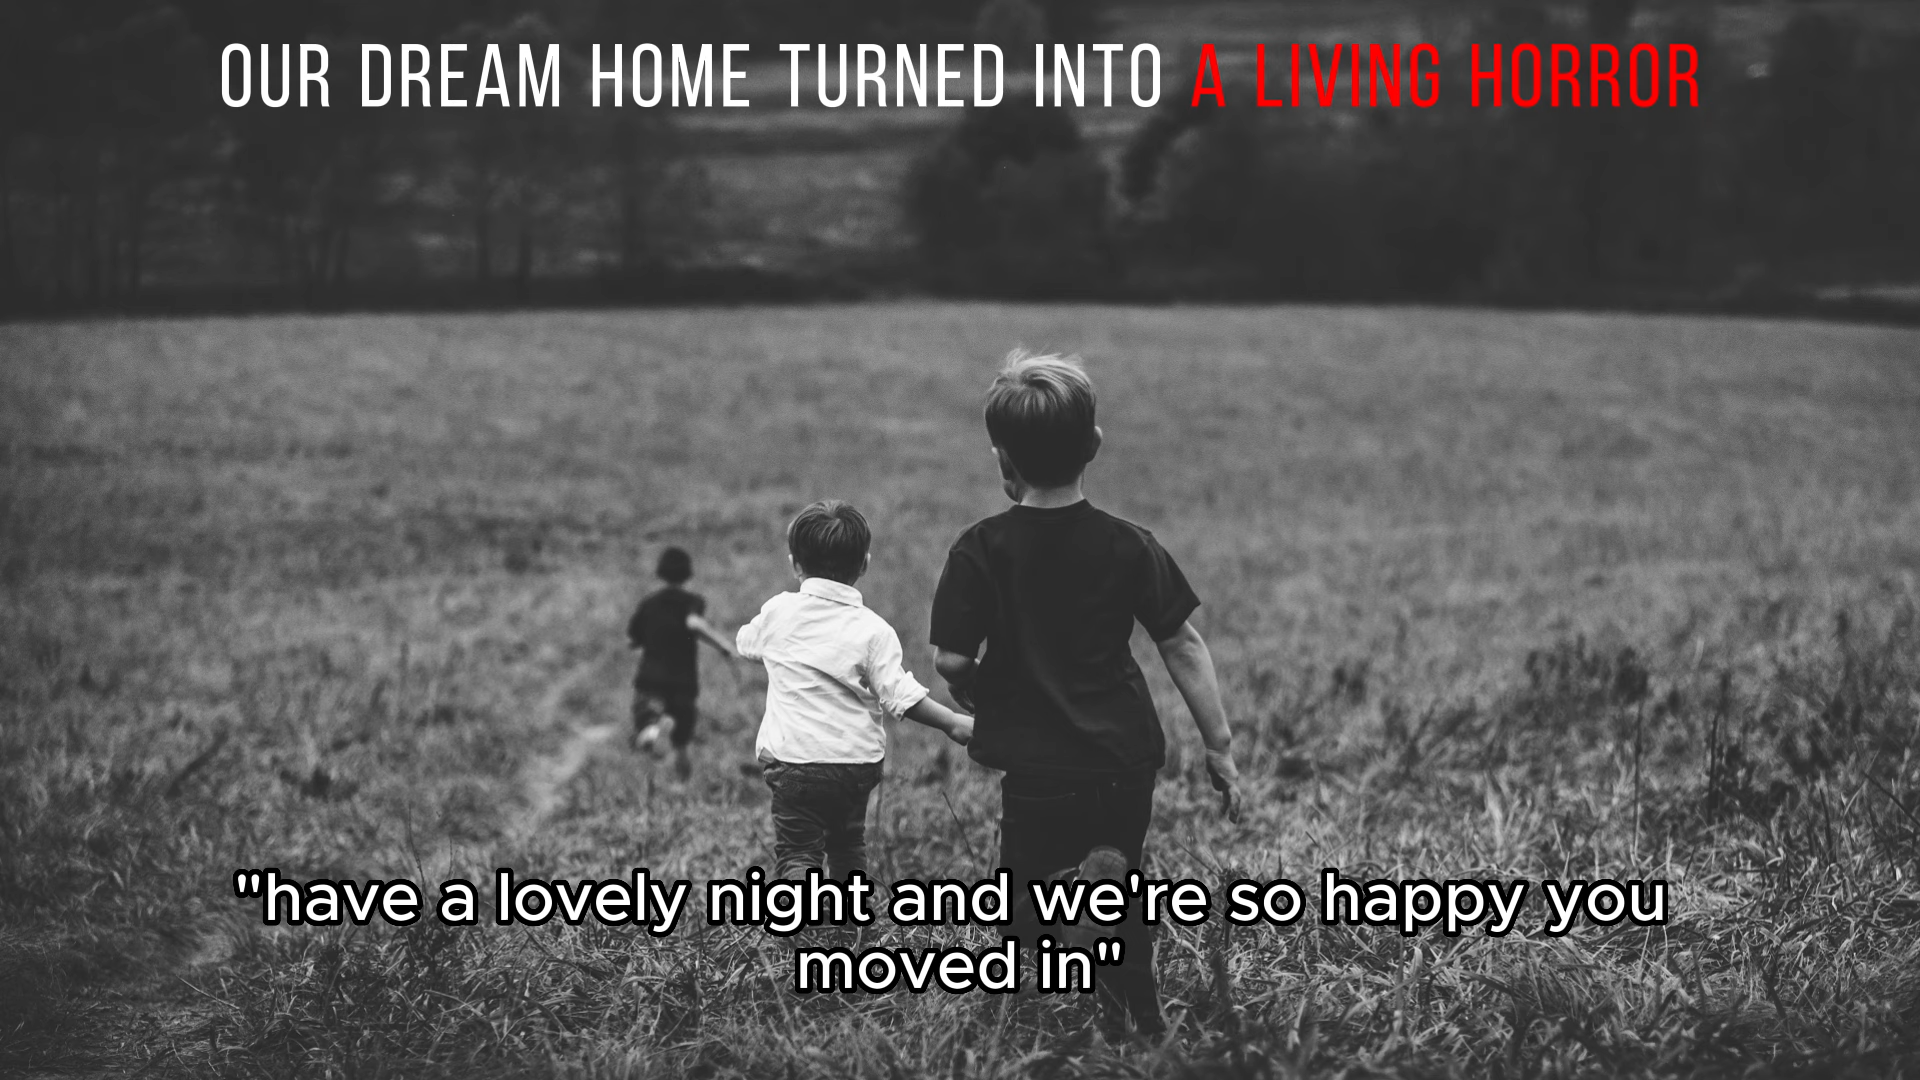 OUR DREAM HOME TURNED INTO A LIVING HORROR
"have a lovely night and we're so happy you
moved in"